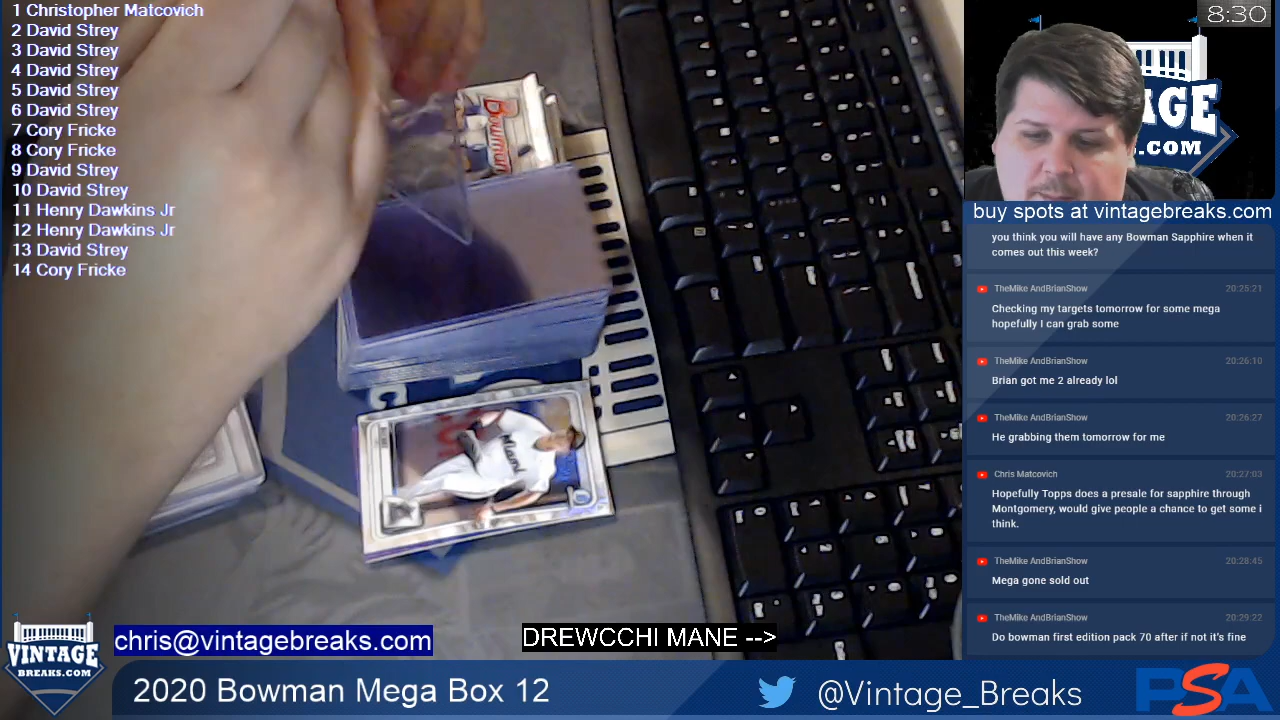 1 Christopher Matcovich
2 David Strey
3 David Strey
4 David Strey
5 David Strey
6 David Strey
7 Cory Fricke
8 Cory Fricke
9 David Strey
10 David Strey
11 Henry Dawkins Jr
12 Henry Dawkins Jr
13 David Strey
14 Cory Fricke
Bowman
Miami
8:30
TAGE
S.COM
buy spots at vintagebreaks.com
you think you will have any Bowman Sapphire when it
comes out this week?
TheMike AndBrianShow 20:25:21
Checking my targets tomorrow for some mega
hopefully I can grab some
TheMike AndBrianShow 20:26:10
Brian got me 2 already lol
TheMike AndBrianShow 20:26:27
He grabbing them tomorrow for me
Chris Matcovich 20:27:03
Hopefully Topps does a presale for sapphire through
Montgomery, would give people a chance to get some i
think.
TheMike AndBrianShow 20:28:45
Mega gone sold out
TheMike AndBrianShow 20:29:22
Do bowman first edition pack 70 after if not it's fine
VINTAGE
BREAKS.COM
chris@vintagebreaks.com
DREWCCHI MANE -->
2020 Bowman Mega Box 12
@Vintage_Breaks
PSA